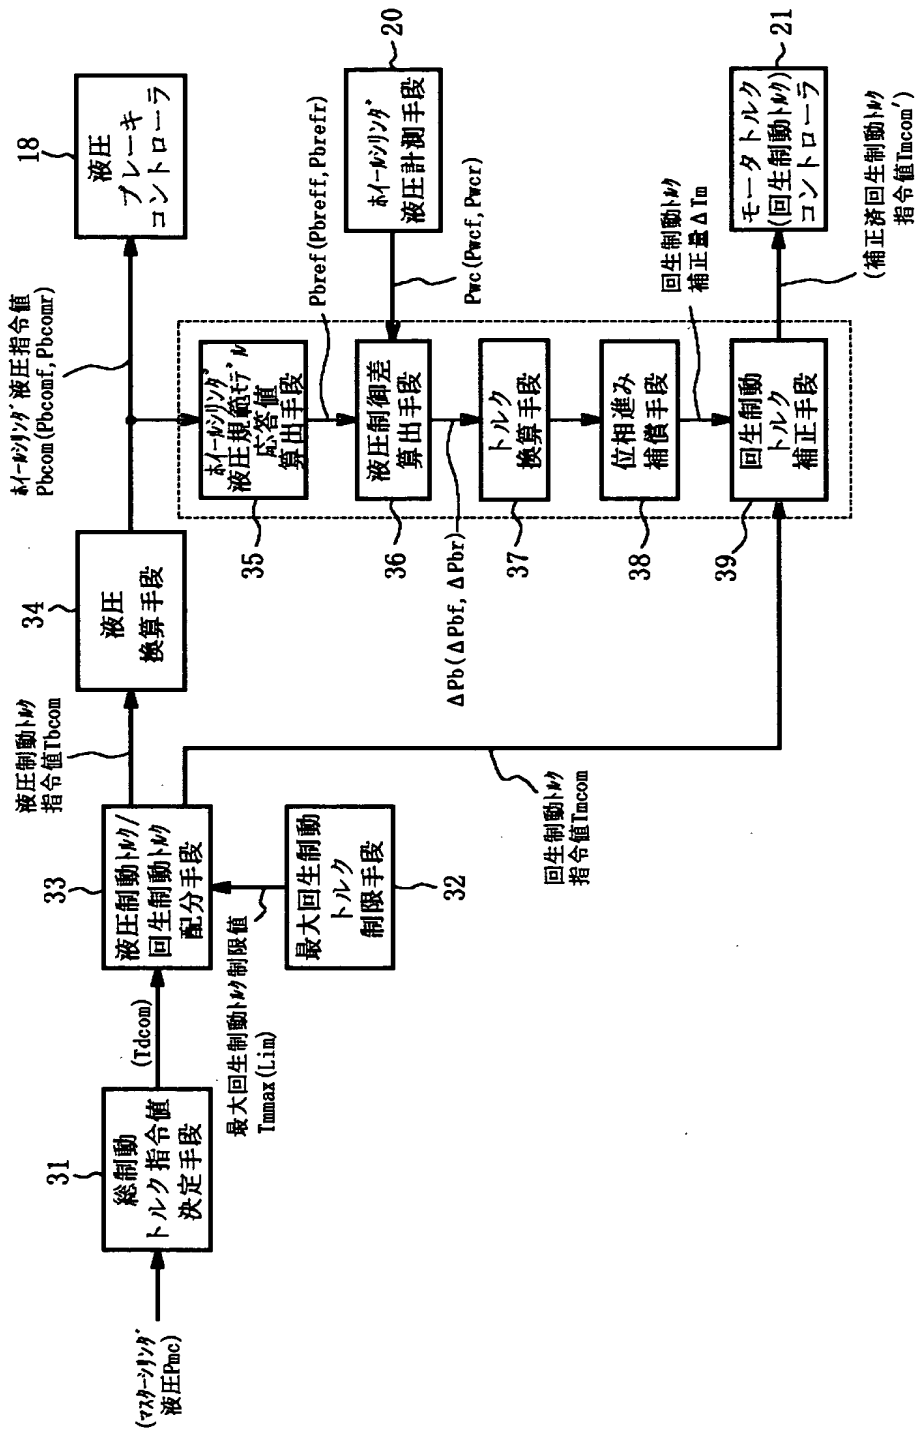 (ﾏｽﾀｰｼﾘﾝﾀﾞ
液圧Pmc)
31
総制動
トルク指令値
決定手段
(Tdcom)
33
液圧制動ﾄﾙｸ/
回生制動ﾄﾙｸ
配分手段
最大回生制動ﾄﾙｸ制限値
Tmmax(Lim)
最大回生制動
トルク
制限手段
32
液圧制動ﾄﾙｸ
指令値Tbcom
34
液圧
換算手段
回生制動ﾄﾙｸ
指令値Tmcom
ﾎｲｰﾙｼﾘﾝﾀﾞ液圧指令値
Pbcom(Pbcomf,Pbcomr)
18
液圧
ブレーキ
コントローラ
ﾎｲｰﾙｼﾘﾝﾀﾞ
液圧規範ﾓﾃﾞﾙ
応答値
算出手段
35
Pbref(Pbreff,Pbrefr)
ﾎｲｰﾙｼﾘﾝﾀﾞ
液圧計測手段
20
Pwc(Pwcf,Pwcr)
液圧制御差
算出手段
36
ΔPb(ΔPbf,ΔPbr)
トルク
換算手段
37
位相進み
補償手段
38
回生制動ﾄﾙｸ
補正量ΔTm
回生制動
トルク
補正手段
39
モータトルク
(回生制動ﾄﾙｸ)
コントローラ
21
(補正済回生制動ﾄﾙｸ
指令値Tmcom')